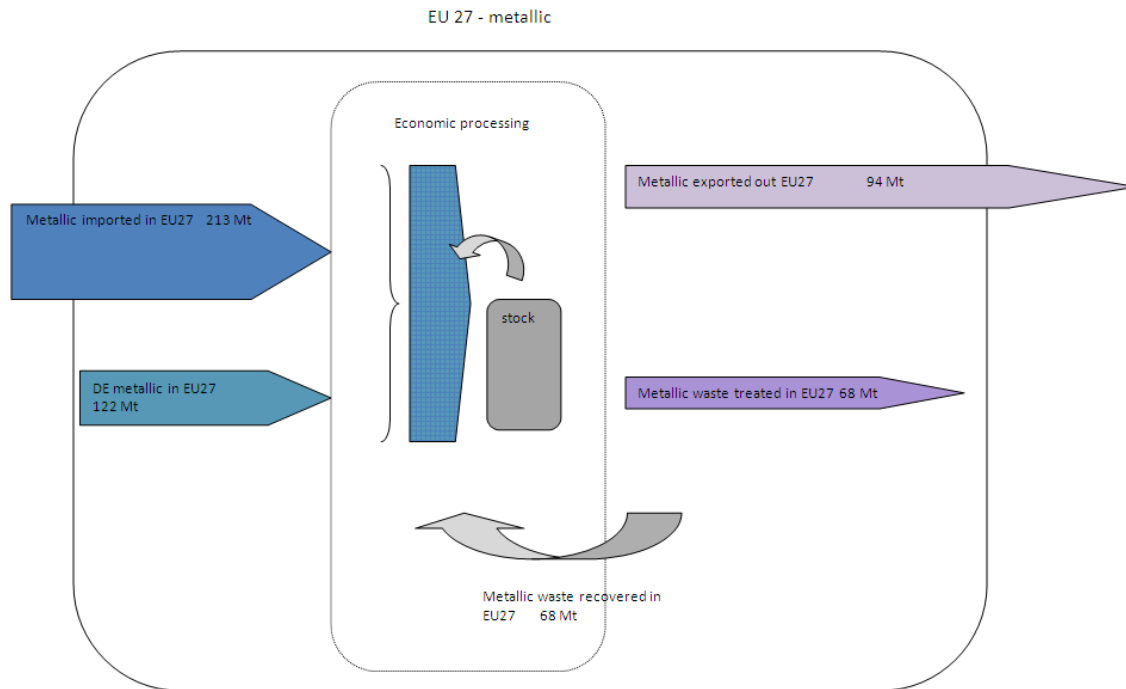 EU 27 - metallic
Economic processing
Metallic exported out EU27 94 Mt
Metallic imported in EU27 213 Mt
stock
DE metallic in EU27
122 Mt
Metallic waste treated in EU27 68 Mt
Metallic waste recovered in
EU27 68 Mt